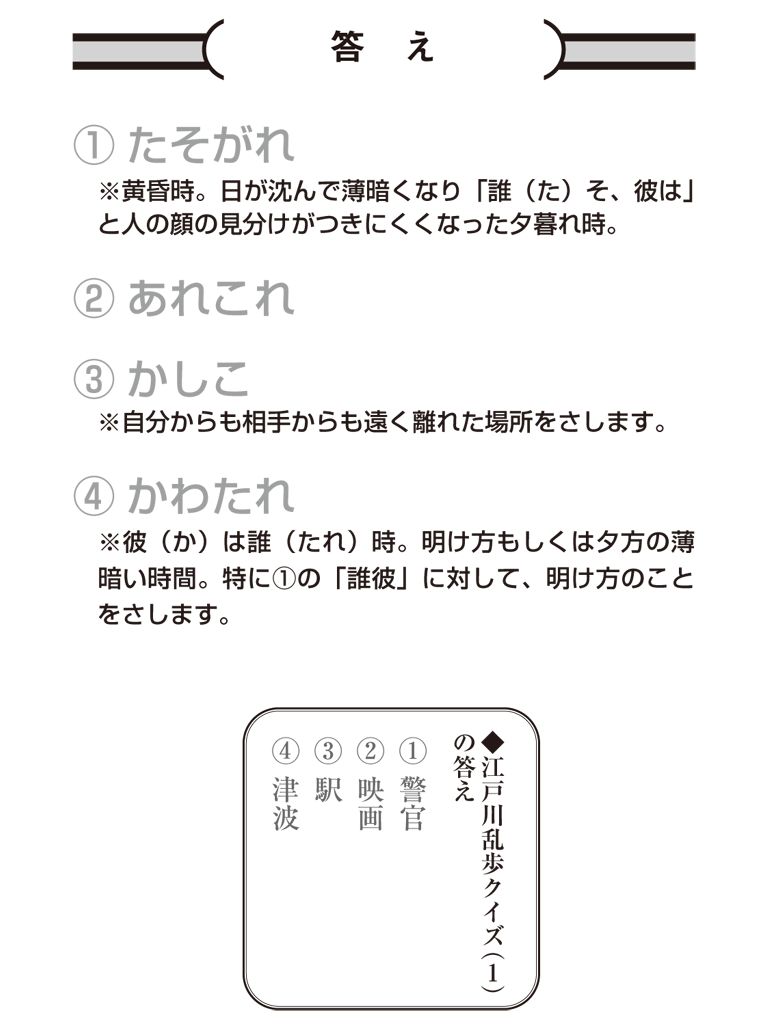 答え
① たそがれ
※黄昏時。日が沈んで薄暗くなり「誰（た）そ、彼は」
と人の顔の見分けがつきにくくなった夕暮れ時。
② あれこれ
③ かしこ
※自分からも相手からも遠く離れた場所をさします。
④ かわたれ
※彼（か）は誰（たれ）時。明け方もしくは夕方の薄
暗い時間。特に①の「誰彼」に対して、明け方のこと
をさします。
◆江戸川乱歩クイズ（1）
の答え
① 警官
② 映画
③ 駅
④ 津波